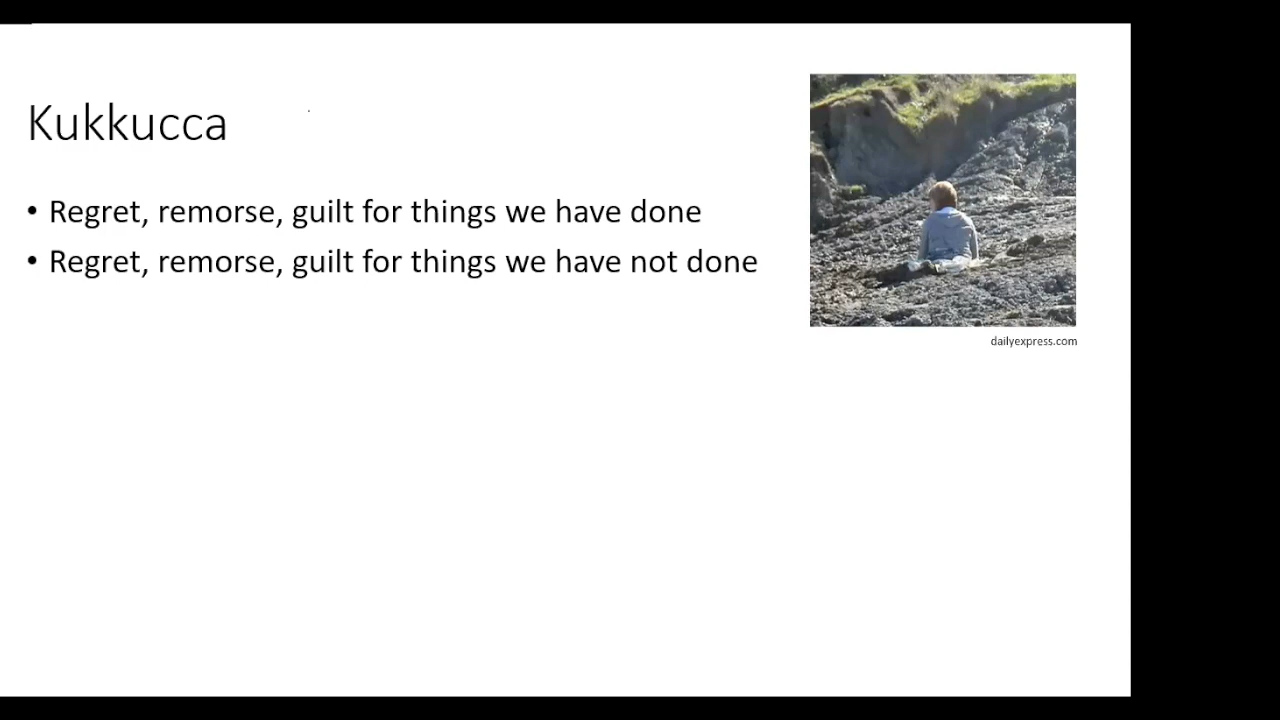 Kukkucca
• Regret, remorse, guilt for things we have done
• Regret, remorse, guilt for things we have not done
dailyexpress.com